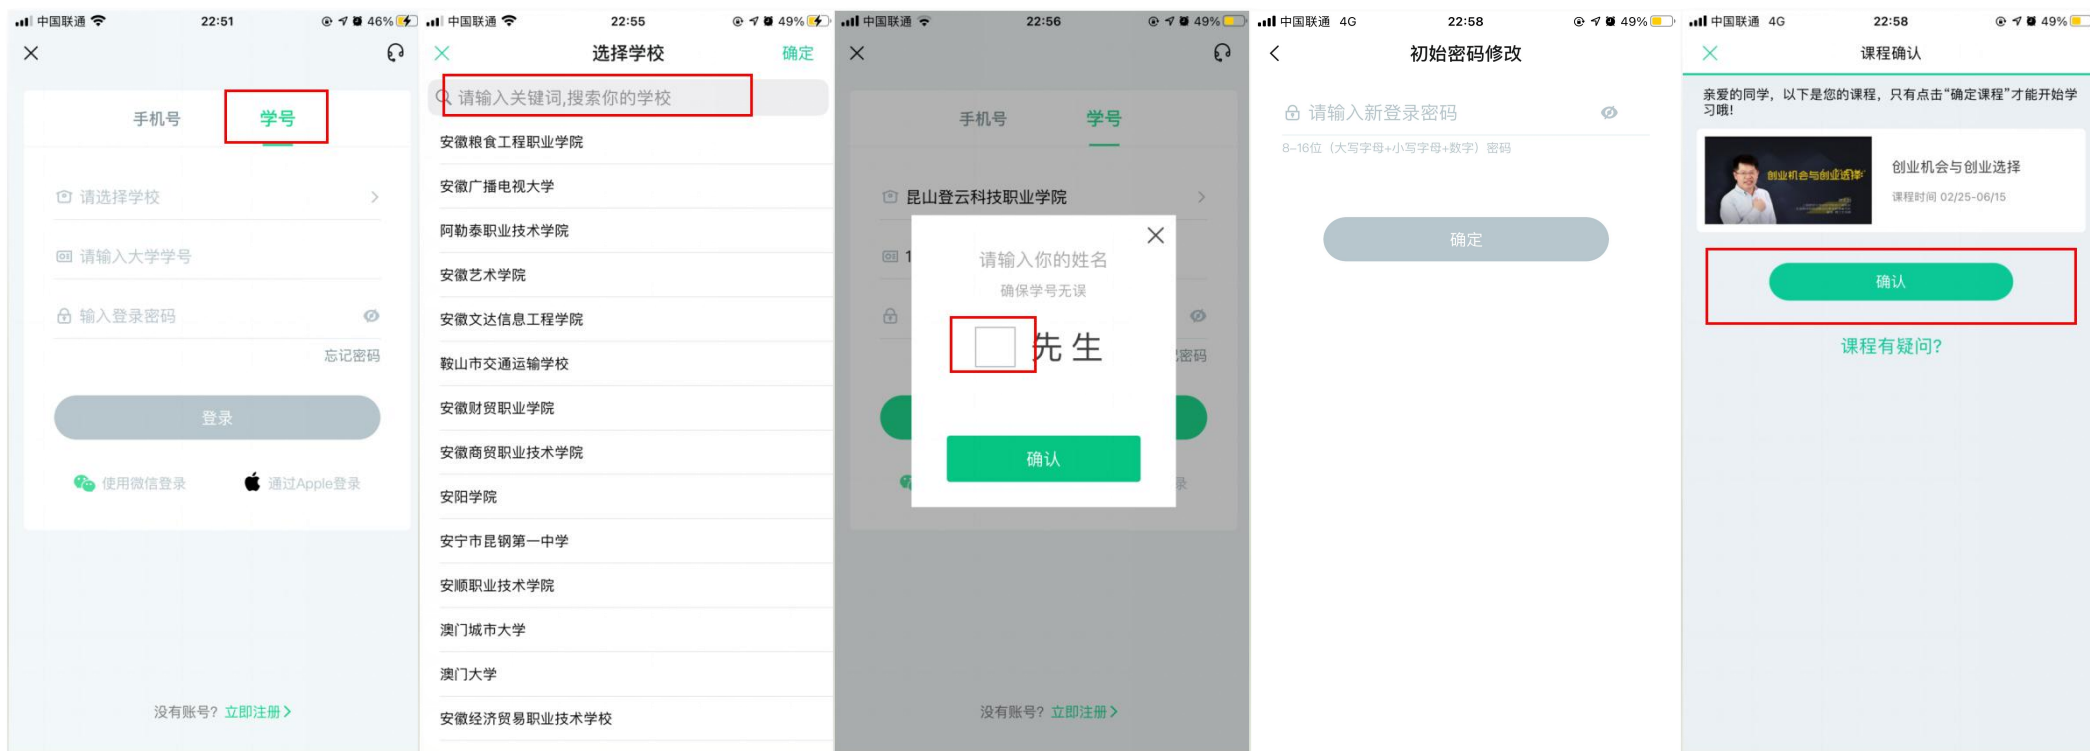 中国联通
22:51
46%
手机号
学号
请选择学校
请输入大学学号
输入登录密码
忘记密码
登录
使用微信登录
通过Apple登录
没有账号? 立即注册
中国联通
22:55
49%
选择学校
确定
请输入关键词,搜索你的学校
安徽粮食工程职业学院
安徽广播电视大学
阿勒泰职业技术学院
安徽艺术学院
安徽文达信息工程学院
鞍山市交通运输学校
安徽财贸职业学院
安徽商贸职业技术学院
安阳学院
安宁市昆钢第一中学
安顺职业技术学院
澳门城市大学
澳门大学
安徽经济贸易职业技术学校
中国联通
22:56
49%
手机号
学号
昆山登云科技职业学院
1
请输入你的姓名
确保学号无误
先生
密码
确认
录
没有账号? 立即注册
中国联通 4G
22:58
49%
初始密码修改
请输入新登录密码
8-16位（大写字母+小写字母+数字）密码
确定
中国联通 4G
22:58
49%
课程确认
亲爱的同学，以下是您的课程，只有点击“确定课程”才能开始学
习哦!
创业机会与创业选择
创业机会与创业选择
课程时间 02/25-06/15
确认
课程有疑问?